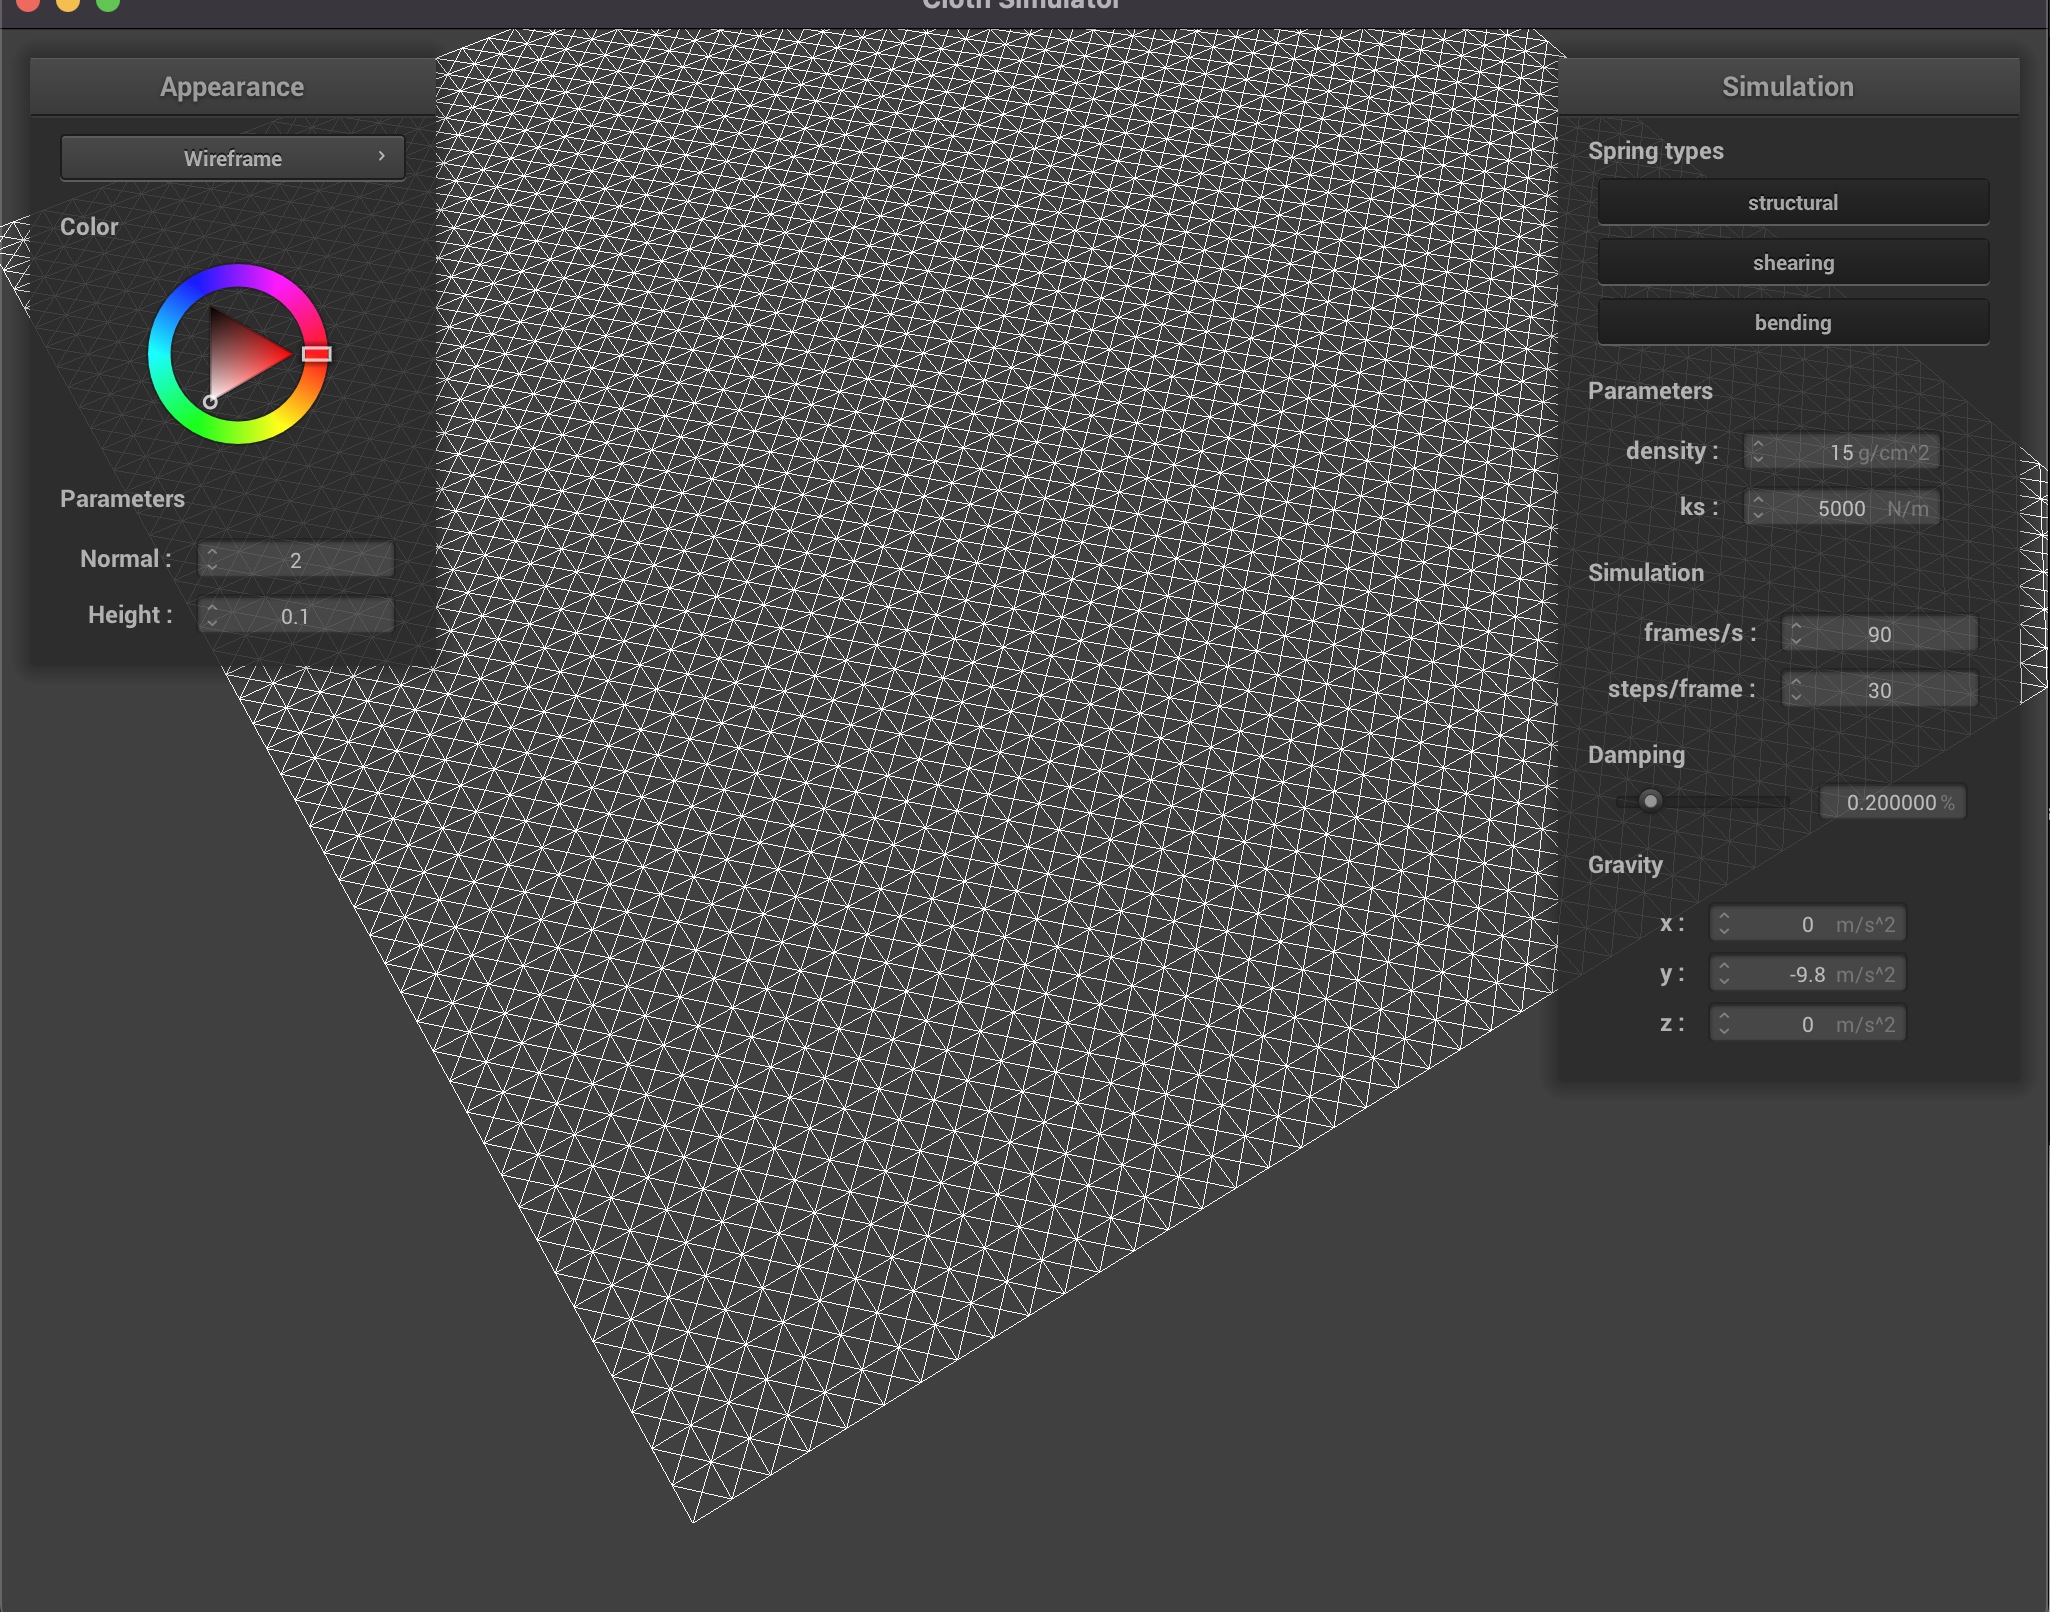 Cloth Simulator
Appearance
Wireframe
Color
Parameters
Normal :
2
Height :
0.1
Simulation
Spring types
structural
shearing
bending
Parameters
density :
15 g/cm^2
ks :
5000 N/m
Simulation
frames/s :
90
steps/frame :
30
Damping
0.200000 %
Gravity
x :
0 m/s^2
y :
-9.8 m/s^2
z :
0 m/s^2